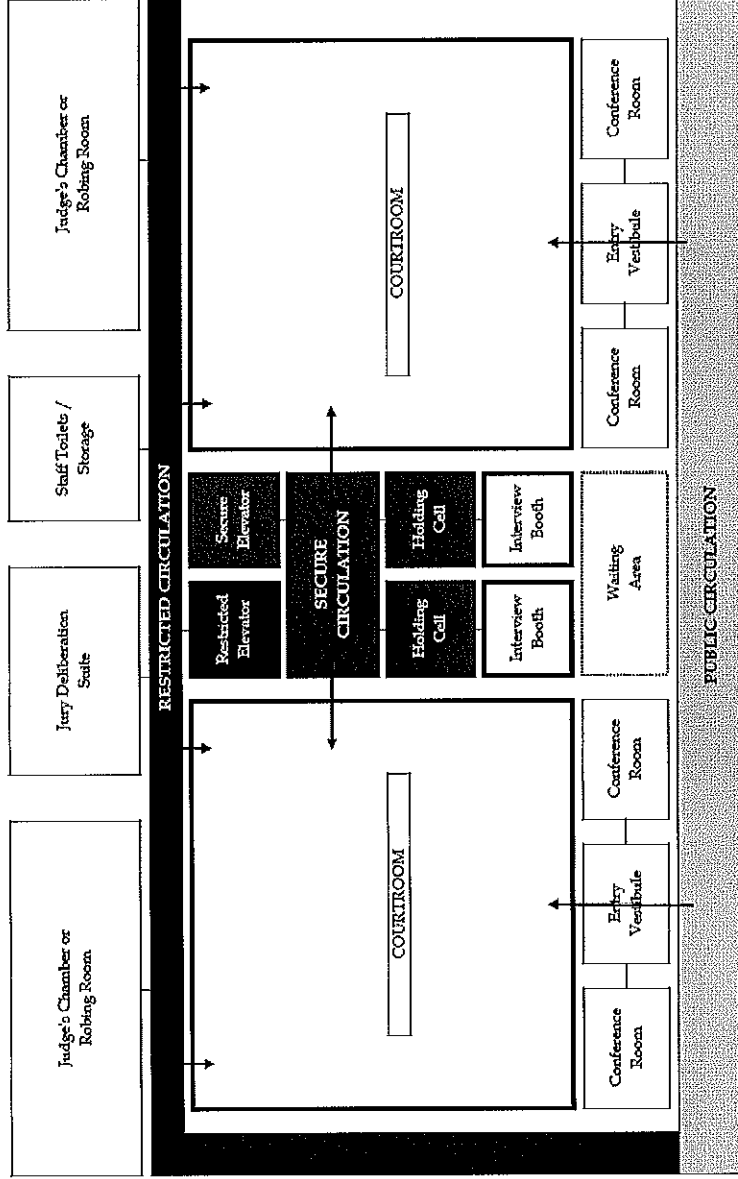 Judge's Chamber or
Robing Room
Jury Deliberation
Suite
Staff Toilets /
Storage
Judge's Chamber or
Robing Room
RESTRICTED CIRCULATION
Restricted
Elevator
Secure
Elevator
SECURE
CIRCULATION
COURTROOM
COURTROOM
Holding
Cell
Holding
Cell
Interview
Booth
Interview
Booth
Conference
Room
Entry
Vestibule
Conference
Room
Waiting
Area
Conference
Room
Entry
Vestibule
Conference
Room
PUBLIC CIRCULATION